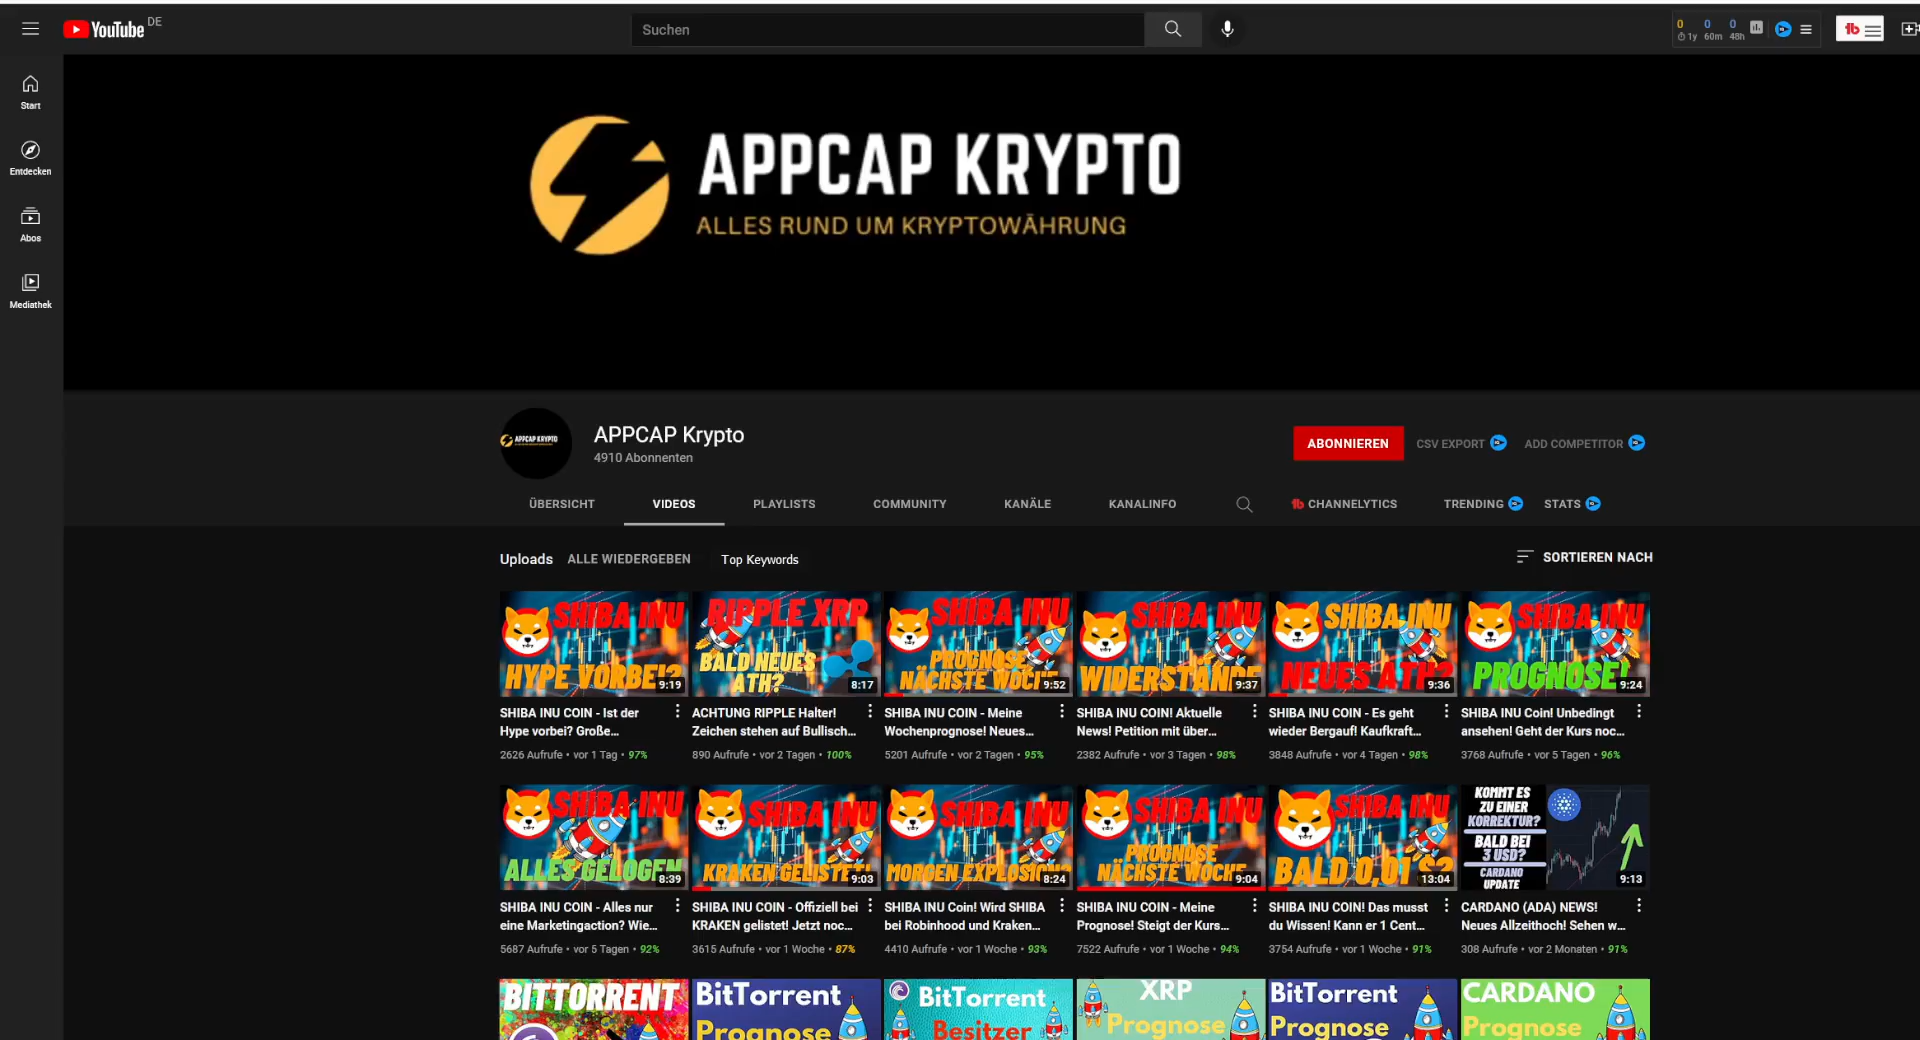 YouTube DE
Suchen
0 0 0
1y 60m 48h
Start
Entdecken
Abos
Mediathek
APPCAP KRYPTO
ALLES RUND UM KRYPTOWÄHRUNG
APPCAP KRYPTO
APPCAP Krypto
4910 Abonnenten
ABONNIEREN
CSV EXPORT
ADD COMPETITOR
ÜBERSICHT VIDEOS PLAYLISTS COMMUNITY KANÄLE KANALINFO CHANNELYTICS TRENDING STATS
Uploads ALLE WIEDERGEBEN Top Keywords
SORTIEREN NACH
SHIBA INU
HYPE VORBEI?
9:19
SHIBA INU COIN - Ist der
Hype vorbei? Große...
2626 Aufrufe • vor 1 Tag • 97%
RIPPLE XRP
BALD NEUES
ATH?
8:17
ACHTUNG RIPPLE Halter!
Zeichen stehen auf Bullisch...
890 Aufrufe • vor 2 Tagen • 100%
SHIBA INU
PROGNOSE
NÄCHSTE WOCHE
9:52
SHIBA INU COIN - Meine
Wochenprognose! Neues...
5201 Aufrufe • vor 2 Tagen • 95%
SHIBA INU
WIDERSTÄNDE
9:37
SHIBA INU COIN! Aktuelle
News! Petition mit über...
2382 Aufrufe • vor 3 Tagen • 98%
SHIBA INU
NEUES ATH?
9:36
SHIBA INU COIN - Es geht
wieder Bergauf! Kaufkraft...
3848 Aufrufe • vor 4 Tagen • 98%
SHIBA INU
PROGNOSE!
9:24
SHIBA INU Coin! Unbedingt
ansehen! Geht der Kurs noc...
3768 Aufrufe • vor 5 Tagen • 96%
SHIBA INU
ALLES GELOGEN
8:39
SHIBA INU COIN - Alles nur
eine Marketingaction? Wie...
5687 Aufrufe • vor 5 Tagen • 92%
SHIBA INU
KRAKEN GELISTET!
9:03
SHIBA INU COIN - Offiziell bei
KRAKEN gelistet! Jetzt noc...
3615 Aufrufe • vor 1 Woche • 87%
SHIBA INU
MORGEN EXPLOSION?
8:24
SHIBA INU Coin! Wird SHIBA
bei Robinhood und Kraken...
4410 Aufrufe • vor 1 Woche • 93%
SHIBA INU
PROGNOSE
NÄCHSTE WOCHE
9:04
SHIBA INU COIN - Meine
Prognose! Steigt der Kurs...
7522 Aufrufe • vor 1 Woche • 94%
SHIBA INU
BALD 0,01 $?
13:04
SHIBA INU COIN! Das musst
du Wissen! Kann er 1 Cent...
3754 Aufrufe • vor 1 Woche • 91%
KOMMT ES
ZU EINER
KORREKTUR?
BALD BEI
3 USD?
CARDANO
UPDATE
9:13
CARDANO (ADA) NEWS!
Neues Allzeithoch! Sehen w...
308 Aufrufe • vor 2 Monaten • 91%
BITTORRENT
BitTorrent
Prognose
BitTorrent
Besitzer
XRP
Prognose
BitTorrent
Prognose
CARDANO
Prognose